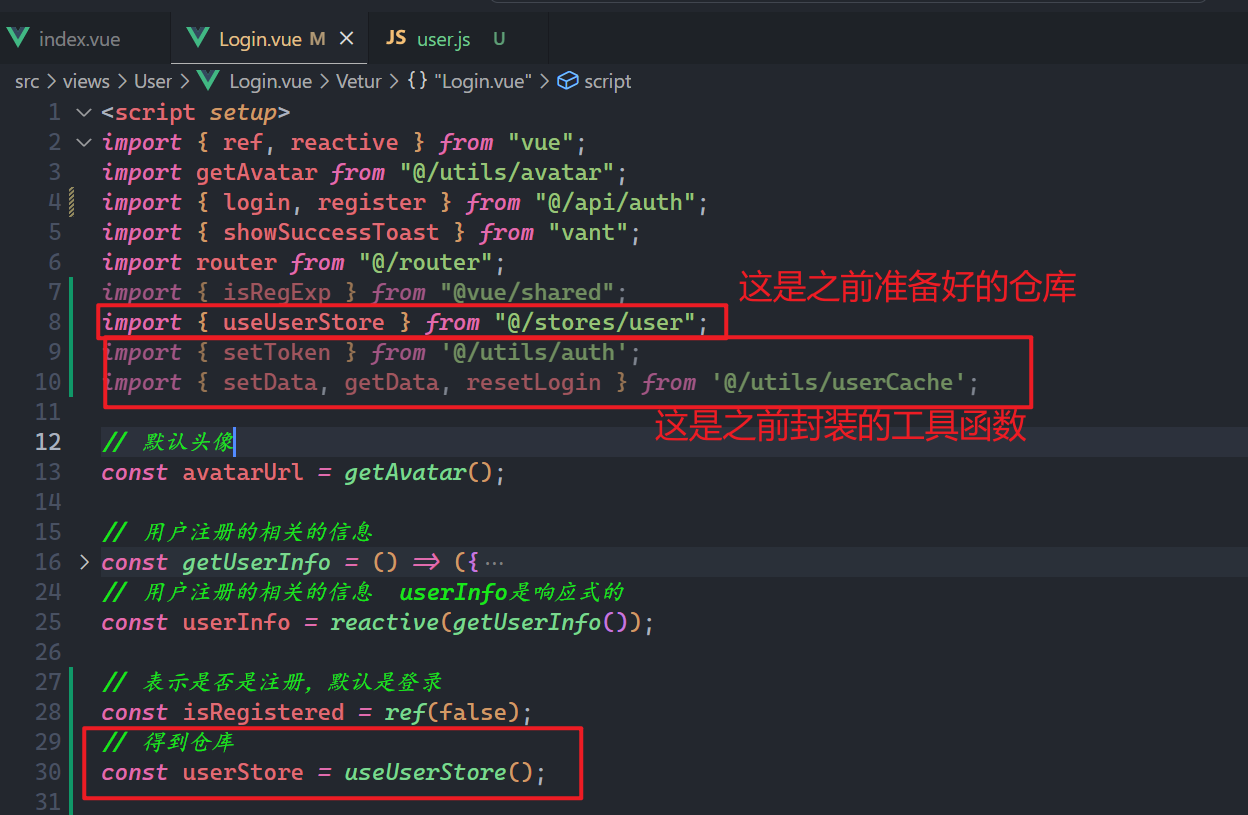 index.vue
Login.vue M
JS user.js U
src > views > User > Login.vue > Vetur > {} "Login.vue" > script
1 <script setup>
2 import { ref, reactive } from "vue";
3 import getAvatar from "@/utils/avatar";
4 import { login, register } from "@/api/auth";
5 import { showSuccessToast } from "vant";
6 import router from "@/router";
7 import { isRegExp } from "@vue/shared";
这是之前准备好的仓库
8 import { useUserStore } from "@/stores/user";
9 import { setToken } from '@/utils/auth';
10 import { setData, getData, resetLogin } from '@/utils/userCache';
11
这是之前封装的工具函数
12 // 默认头像
13 const avatarUrl = getAvatar();
14
15 // 用户注册的相关的信息
16 const getUserInfo = () => ({…
24 // 用户注册的相关的信息 userInfo是响应式的
25 const userInfo = reactive(getUserInfo());
26
27 // 表示是否是注册，默认是登录
28 const isRegistered = ref(false);
29 // 得到仓库
30 const userStore = useUserStore();
31